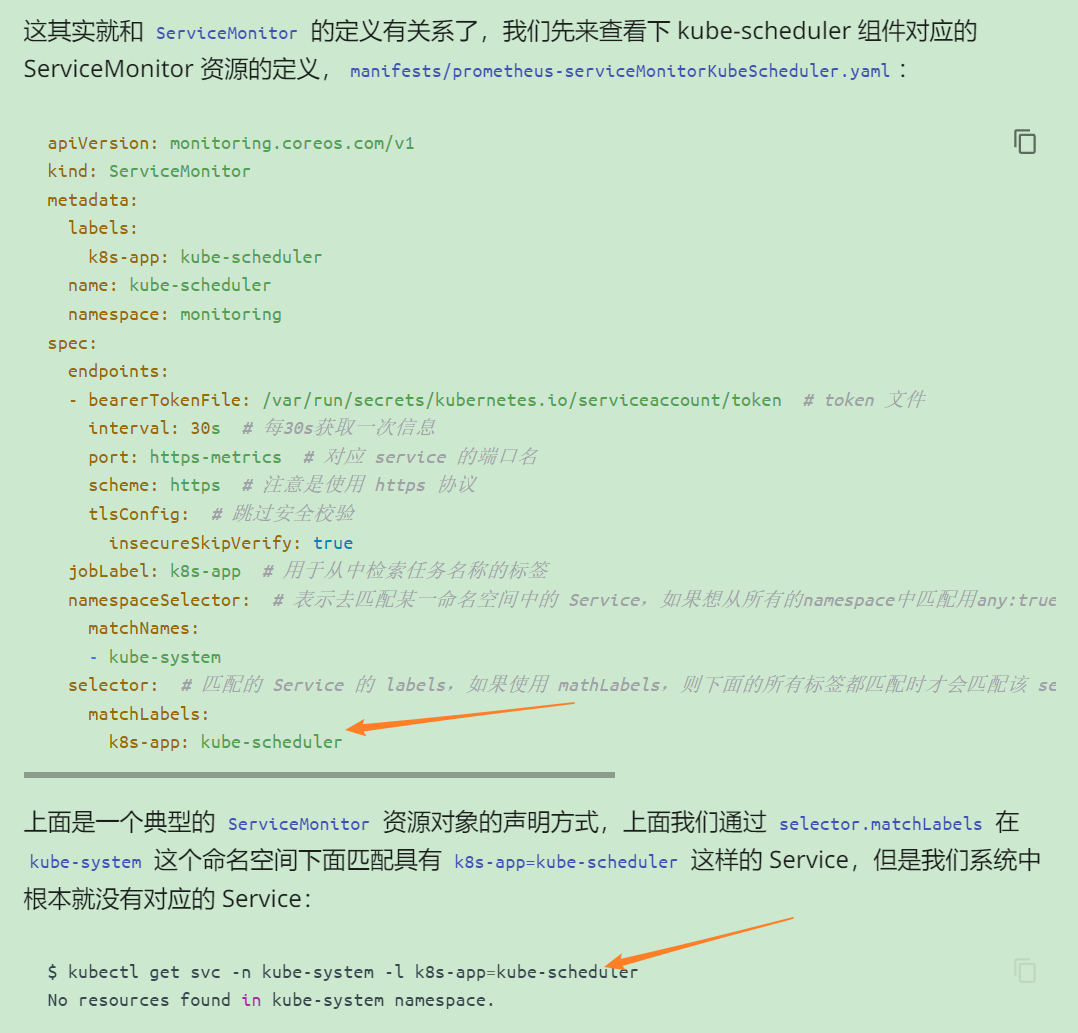 这其实就和 ServiceMonitor 的定义有关系了，我们先来查看下 kube-scheduler 组件对应的
ServiceMonitor 资源的定义， manifests/prometheus-serviceMonitorKubeScheduler.yaml ：
apiVersion: monitoring.coreos.com/v1
kind: ServiceMonitor
metadata:
  labels:
    k8s-app: kube-scheduler
  name: kube-scheduler
  namespace: monitoring
spec:
  endpoints:
  - bearerTokenFile: /var/run/secrets/kubernetes.io/serviceaccount/token  # token 文件
    interval: 30s  # 每30s获取一次信息
    port: https-metrics  # 对应 service 的端口名
    scheme: https  # 注意是使用 https 协议
    tlsConfig:  # 跳过安全校验
      insecureSkipVerify: true
  jobLabel: k8s-app  # 用于从中检索任务名称的标签
  namespaceSelector:  # 表示去匹配某一命名空间中的 Service，如果想从所有的namespace中匹配用any:true
    matchNames:
    - kube-system
  selector:  # 匹配的 Service 的 labels，如果使用 mathLabels，则下面的所有标签都匹配时才会匹配该 se
    matchLabels:
      k8s-app: kube-scheduler
上面是一个典型的 ServiceMonitor 资源对象的声明方式，上面我们通过 selector.matchLabels 在
kube-system 这个命名空间下面匹配具有 k8s-app=kube-scheduler 这样的 Service，但是我们系统中
根本就没有对应的 Service：
$ kubectl get svc -n kube-system -l k8s-app=kube-scheduler
No resources found in kube-system namespace.